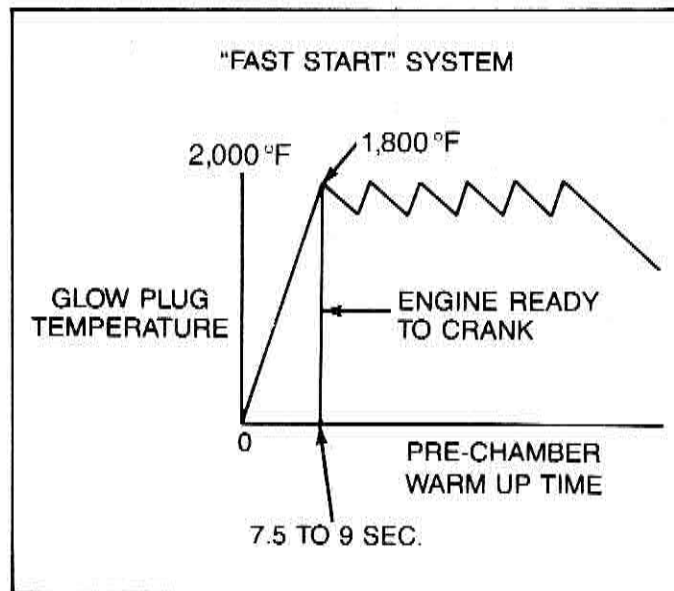 "FAST START" SYSTEM
2,000 °F
1,800 °F
GLOW PLUG
TEMPERATURE
ENGINE READY
TO CRANK
0
PRE-CHAMBER
WARM UP TIME
7.5 TO 9 SEC.